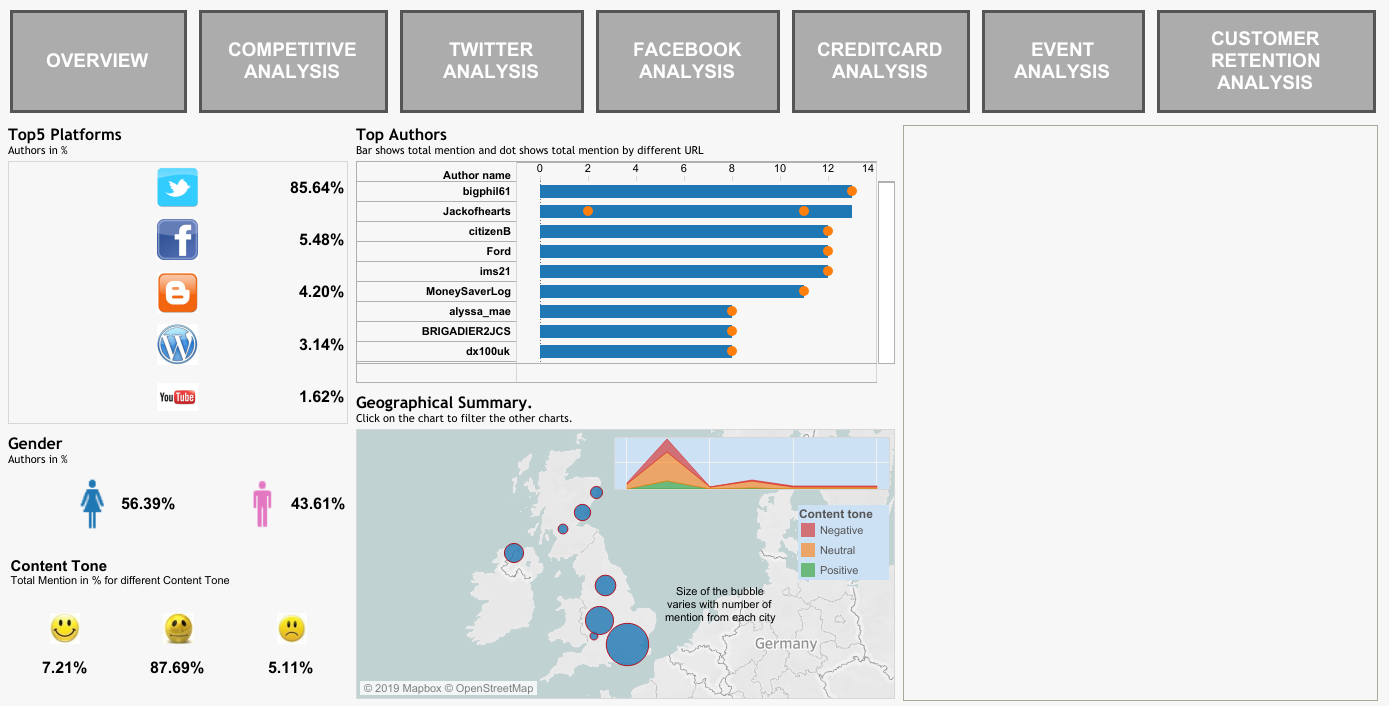 OVERVIEW
COMPETITIVE
ANALYSIS
TWITTER
ANALYSIS
FACEBOOK
ANALYSIS
CREDITCARD
ANALYSIS
EVENT
ANALYSIS
CUSTOMER
RETENTION
ANALYSIS
Top5 Platforms
Authors in %
85.64%
5.48%
4.20%
3.14%
You Tube
1.62%
Gender
Authors in %
56.39%
43.61%
Content Tone
Total Mention in % for different Content Tone
7.21%
87.69%
5.11%
Top Authors
Bar shows total mention and dot shows total mention by different URL
Author name
0 2 4 6 8 10 12 14
bigphil61
Jackofhearts
citizenB
Ford
ims21
MoneySaverLog
alyssa_mae
BRIGADIER2JCS
dx100uk
Geographical Summary.
Click on the chart to filter the other charts.
Content tone
Negative
Neutral
Positive
Size of the bubble
varies with number of
mention from each city
Germany
© 2019 Mapbox © OpenStreetMap